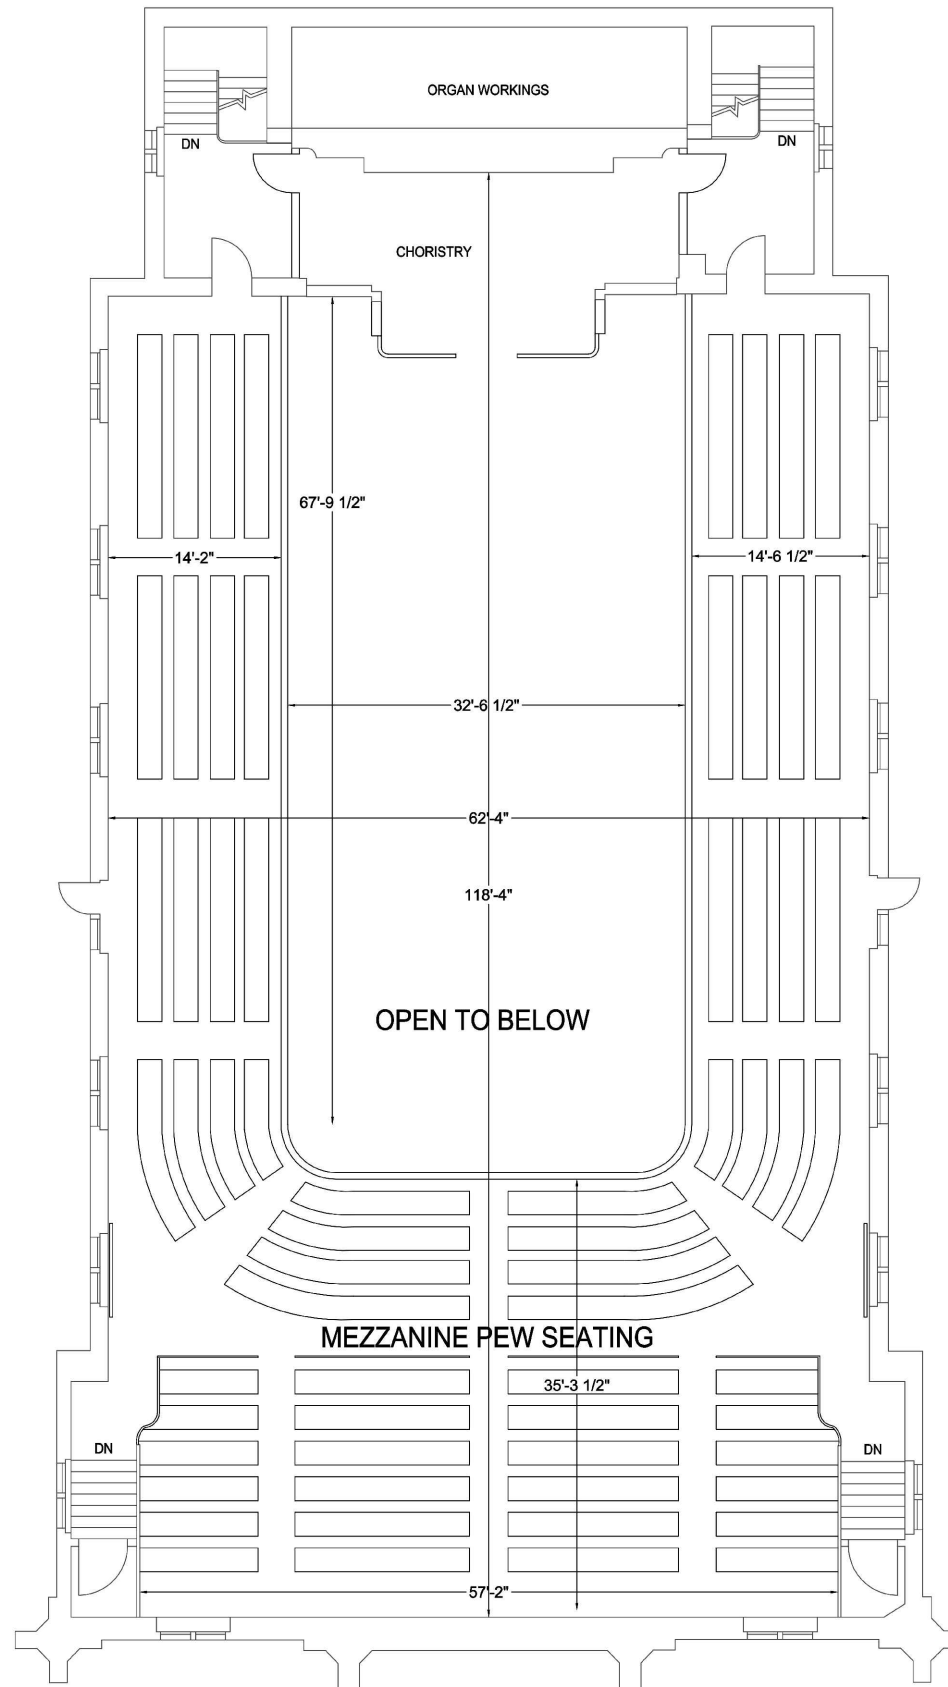 ORGAN WORKINGS
DN
DN
CHORISTRY
67'-9 1/2"
14'-2"
14'-6 1/2"
32'-6 1/2"
62'-4"
118'-4"
OPEN TO BELOW
MEZZANINE PEW SEATING
35'-3 1/2"
DN
DN
57'-2"